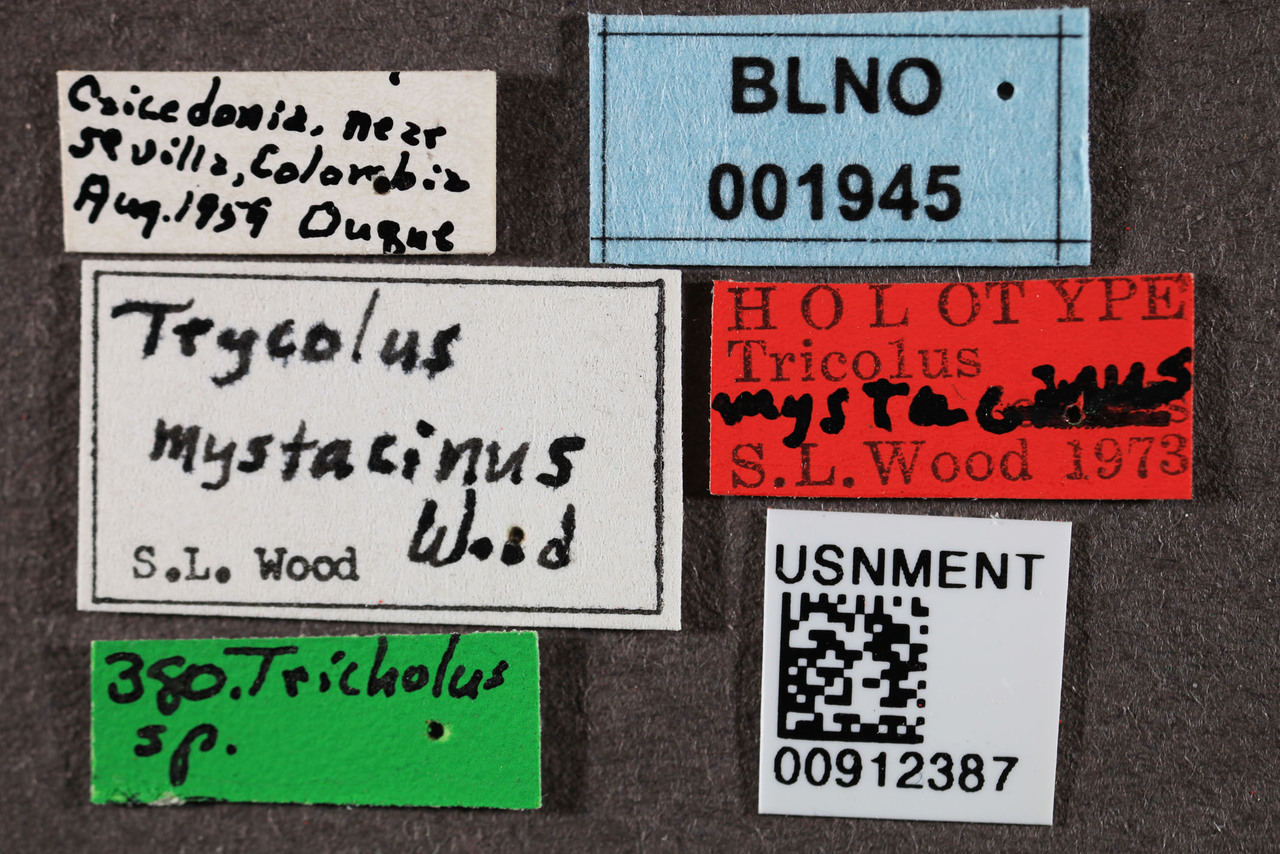 Caicedonia, near
Sevilla, Colombia
Aug. 1959 Duque
BLNO
001945
Terycolus
mystacinus
Wood
S.L. Wood
HOLOTYPE
Tricolus
mystacinus
S.L. Wood 1973
380. Tricholus
sp.
USNMENT
00912387